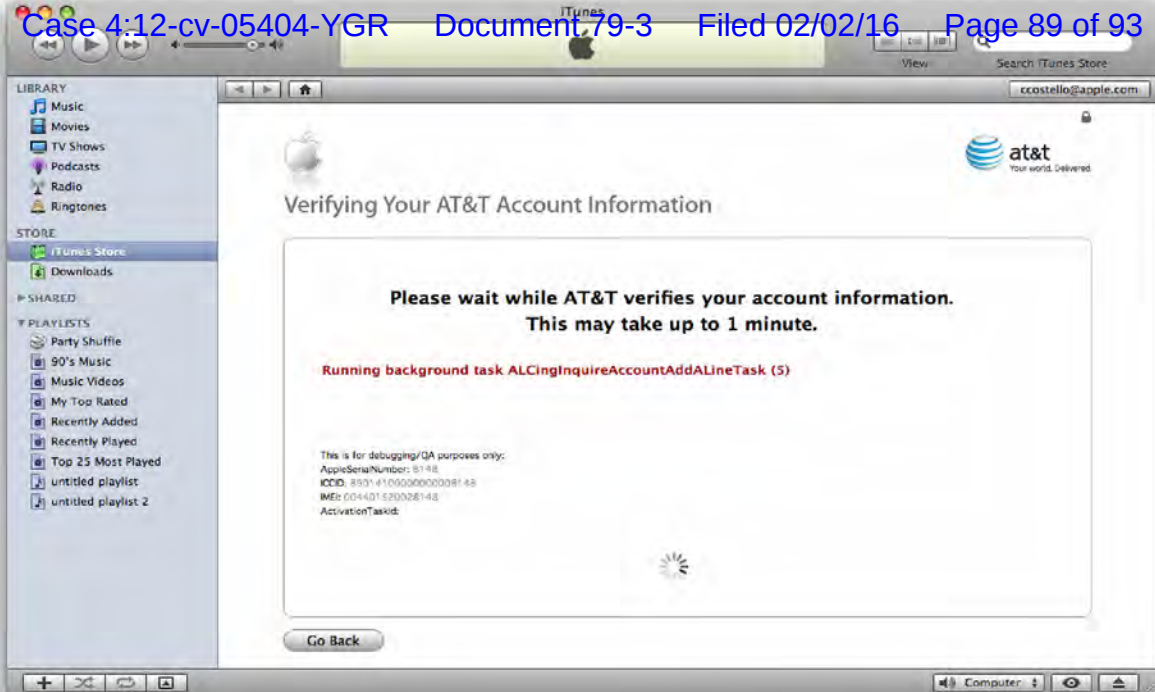 iTunes
Case 4:12-cv-05404-YGR Document 79-3 Filed 02/02/16 Page 89 of 93
View
Search iTunes Store
LIBRARY
Music
Movies
TV Shows
Podcasts
Radio
Ringtones
STORE
iTunes Store
Downloads
SHARED
PLAYLISTS
Party Shuffle
90's Music
Music Videos
My Top Rated
Recently Added
Recently Played
Top 25 Most Played
untitled playlist
untitled playlist 2
ccostello@apple.com
at&t
Your world. Delivered.
Verifying Your AT&T Account Information
Please wait while AT&T verifies your account information.
This may take up to 1 minute.
Running background task ALCingInquireAccountAddALineTask (5)
This is for debugging/QA purposes only:
AppleSerialNumber: 8148
ICCID:
IMEI: 004401520028148
ActivationTaskId:
Go Back
Computer